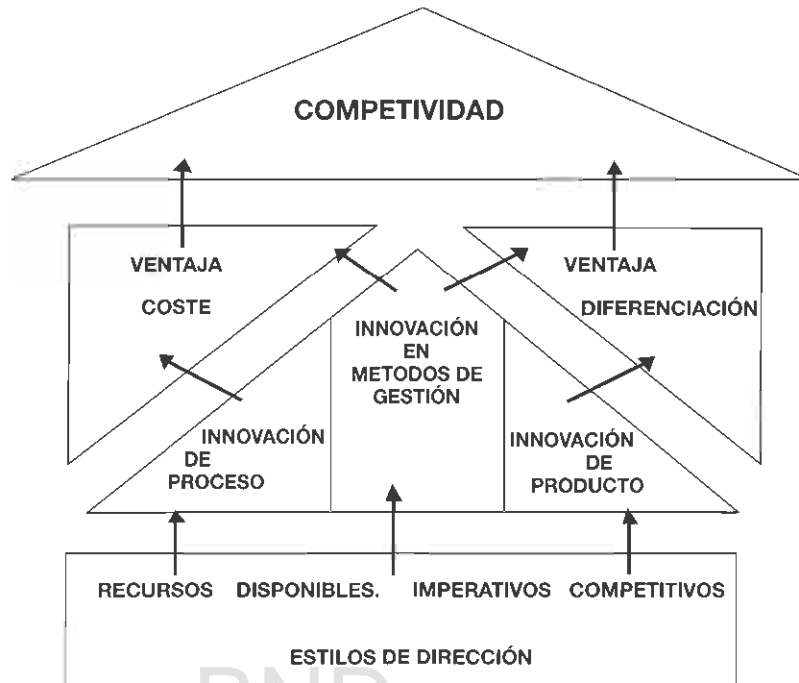 COMPETIVIDAD
VENTAJA
COSTE
VENTAJA
DIFERENCIACIÓN
INNOVACIÓN
EN
METODOS DE
GESTIÓN
INNOVACIÓN
DE
PROCESO
INNOVACIÓN
DE
PRODUCTO
RECURSOS DISPONIBLES. IMPERATIVOS COMPETITIVOS
ESTILOS DE DIRECCIÓN
BND